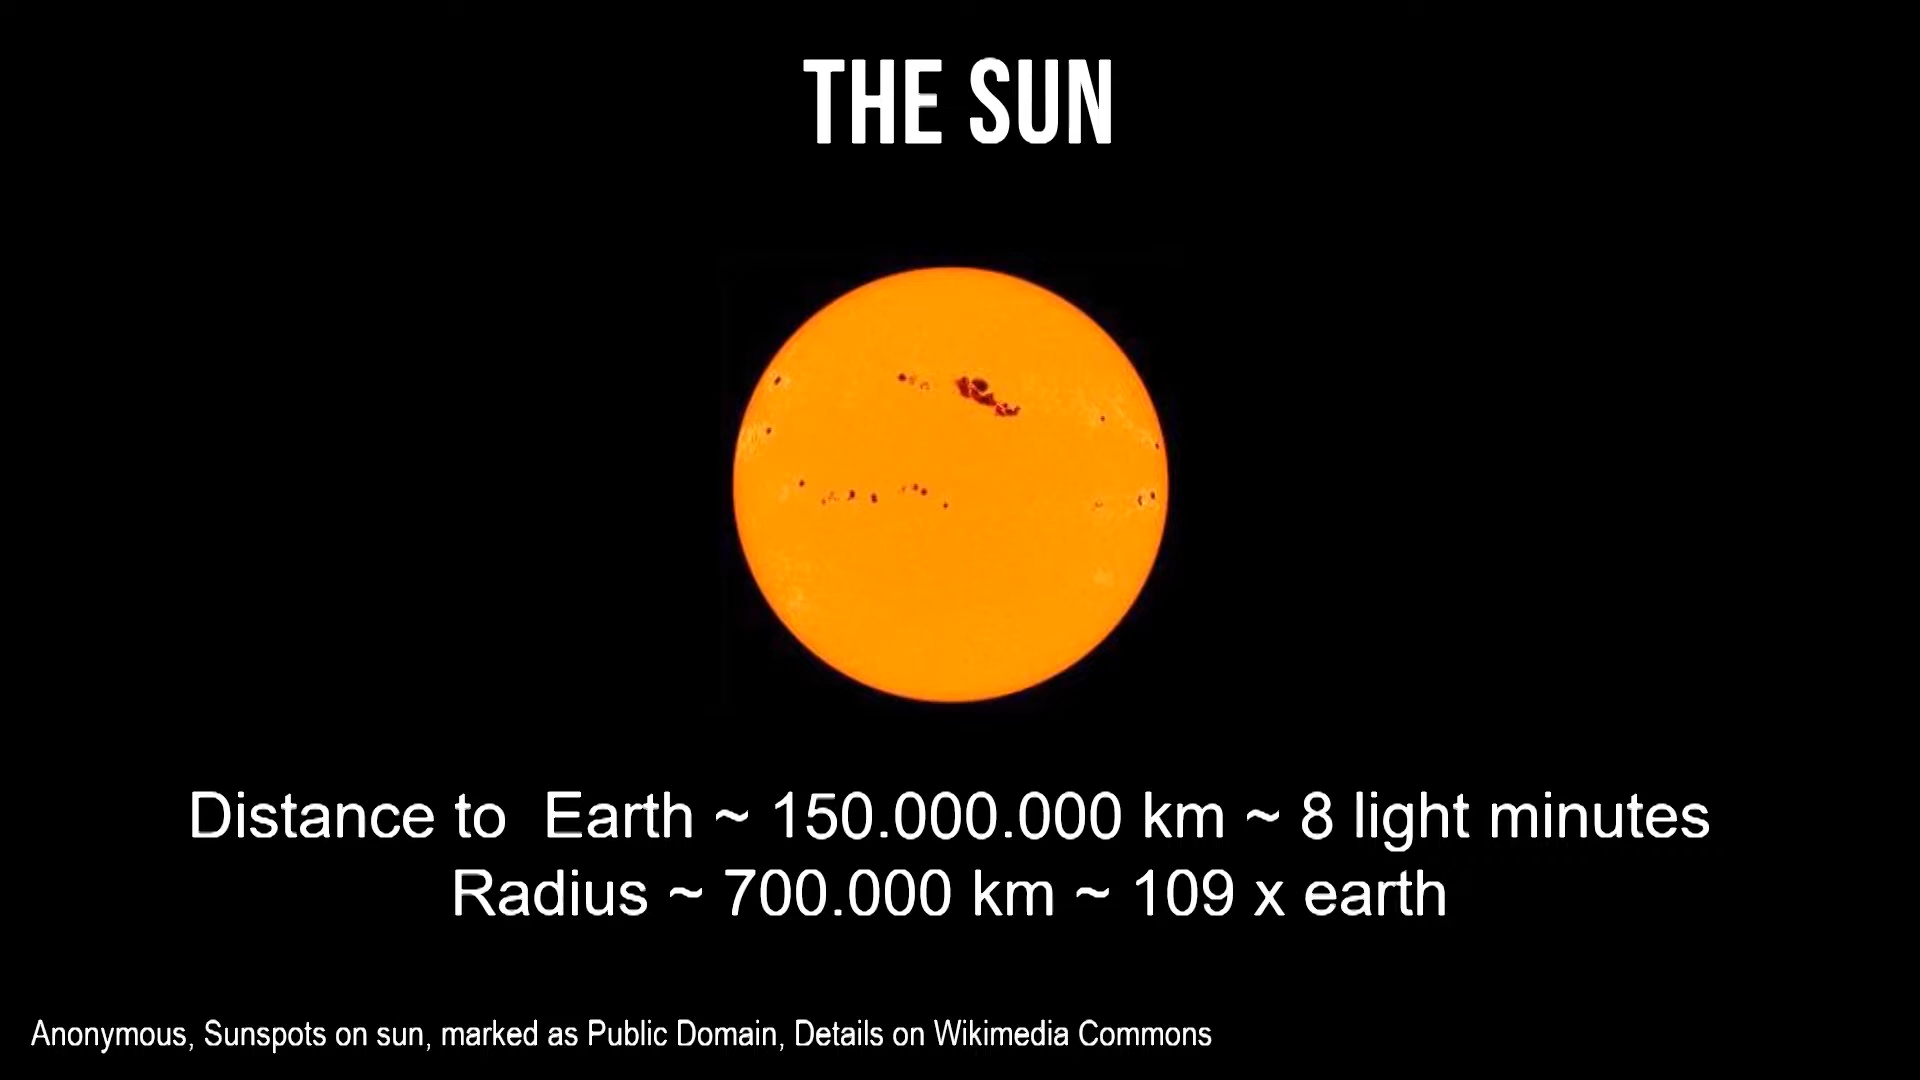 THE SUN
Distance to  Earth ~ 150.000.000 km ~ 8 light minutes
Radius ~ 700.000 km ~ 109 x earth
Anonymous, Sunspots on sun, marked as Public Domain, Details on Wikimedia Commons